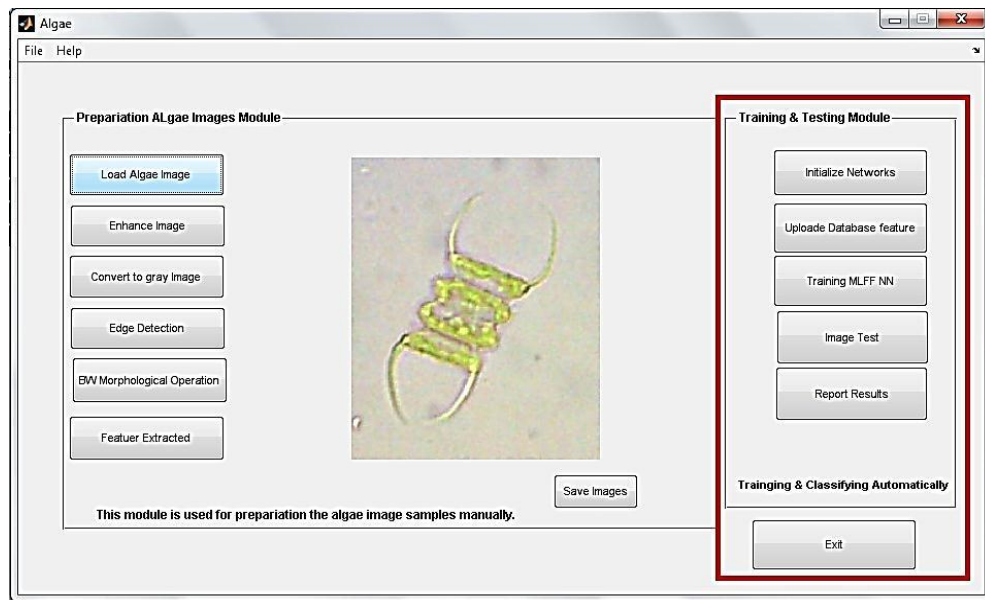 Algae
File Help
Prepariation ALgae Images Module
Load Algae Image
Enhance Image
Convert to gray Image
Edge Detection
BW Morphological Operation
Featuer Extracted
Save Images
This module is used for prepariation the algae image samples manually.
Training & Testing Module
Initialize Networks
Uploade Database feature
Training MLFF NN
Image Test
Report Results
Trainging & Classifying Automatically
Exit